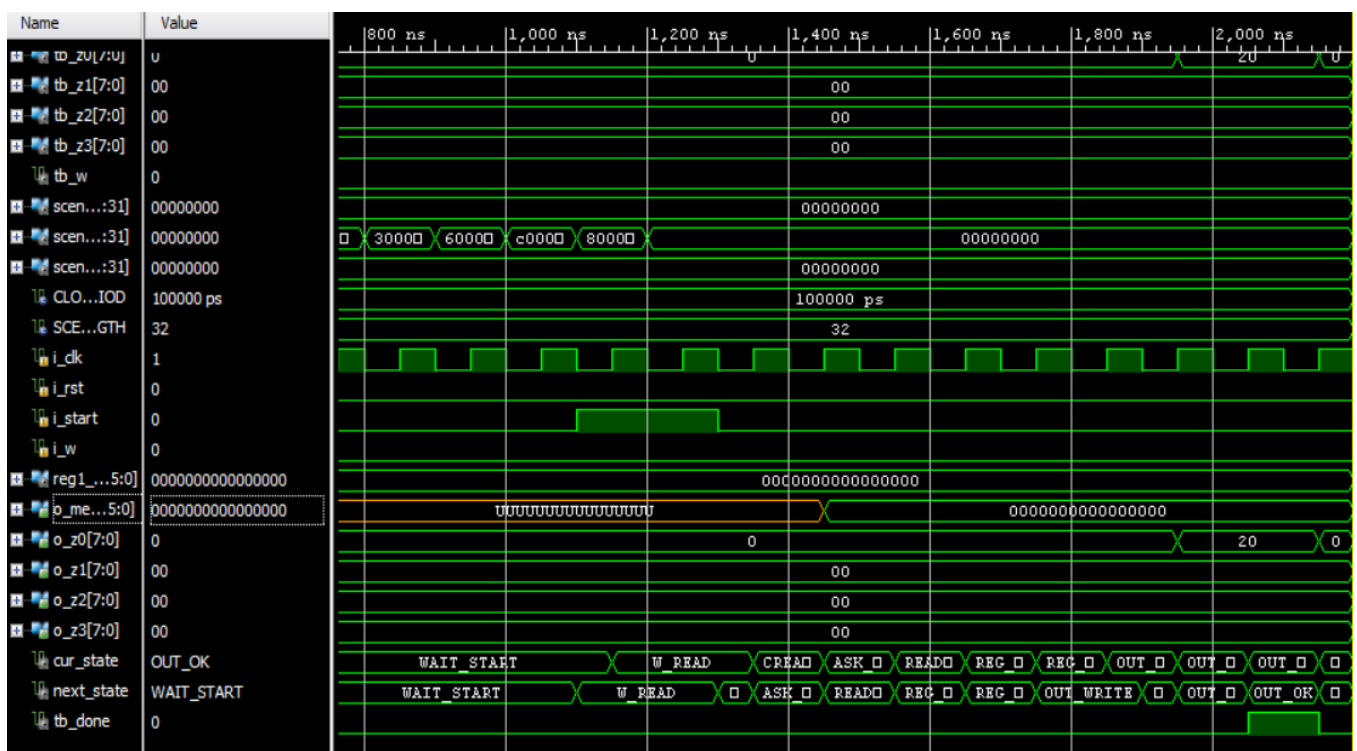 Name Value 800 ns 1,000 ns 1,200 ns 1,400 ns 1,600 ns 1,800 ns 2,000 ns
tb_z0[7:0] 0 0 20 0
tb_z1[7:0] 00 00
tb_z2[7:0] 00 00
tb_z3[7:0] 00 00
tb_w 0
scen...:31] 00000000 00000000
scen...:31] 00000000 3000 6000 c000 8000 00000000
scen...:31] 00000000 00000000
CLO...IOD 100000 ps 100000 ps
SCE...GTH 32 32
i_clk 1
i_rst 0
i_start 0
i_w 0
reg1_...5:0] 0000000000000000 0000000000000000
o_me...5:0] 0000000000000000 UUUUUUUUUUUUUUUU 0000000000000000
o_z0[7:0] 0 0 20 0
o_z1[7:0] 00 00
o_z2[7:0] 00 00
o_z3[7:0] 00 00
cur_state OUT_OK WAIT_START W_READ CREAD ASK_ READ REG_ REG_ OUT_ OUT_ OUT_
next_state WAIT_START WAIT_START W_READ ASK_ READ REG_ REG_ OUT_WRITE OUT_ OUT_OK
tb_done 0